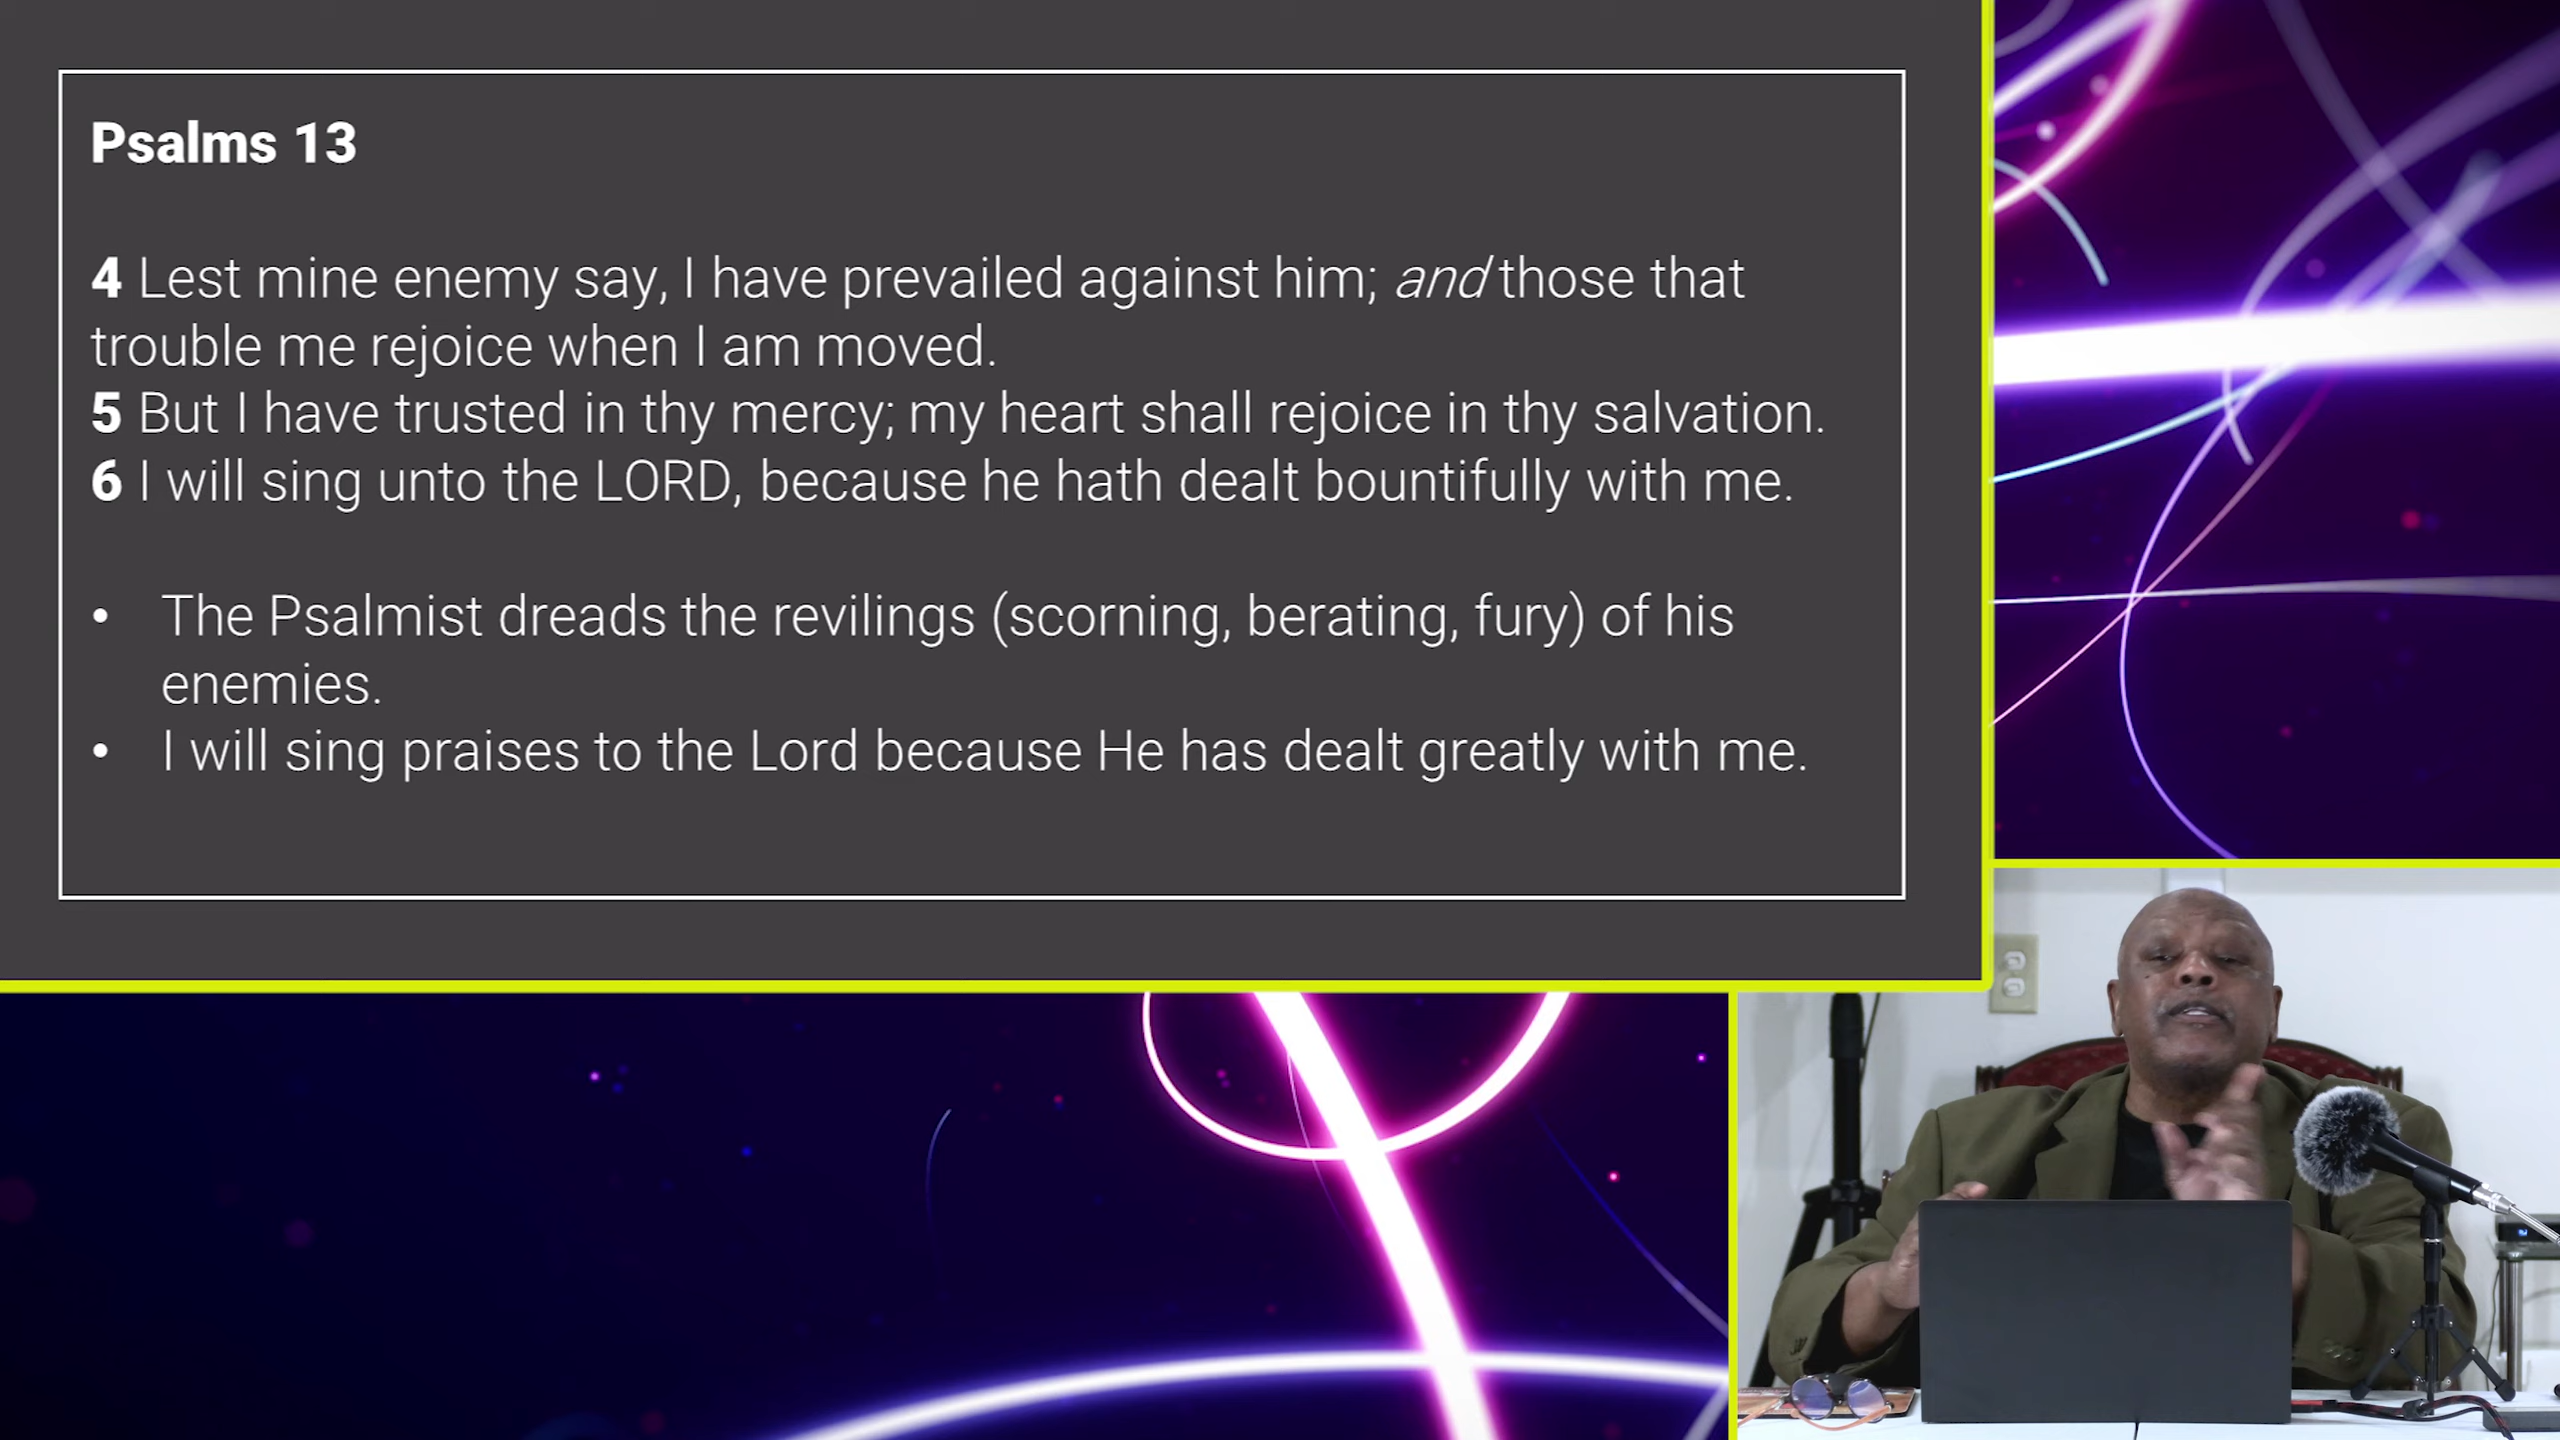 Psalms 13
4 Lest mine enemy say, I have prevailed against him; and those that
trouble me rejoice when I am moved.
5 But I have trusted in thy mercy; my heart shall rejoice in thy salvation.
6 I will sing unto the LORD, because he hath dealt bountifully with me.
• The Psalmist dreads the revilings (scorning, berating, fury) of his
enemies.
• I will sing praises to the Lord because He has dealt greatly with me.